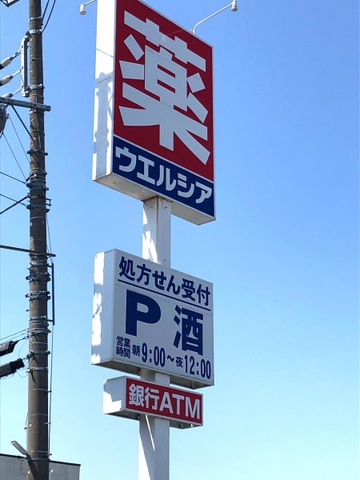 薬
ウエルシア
処方せん受付
P 酒
営業時間 朝9:00～夜12:00
銀行ATM